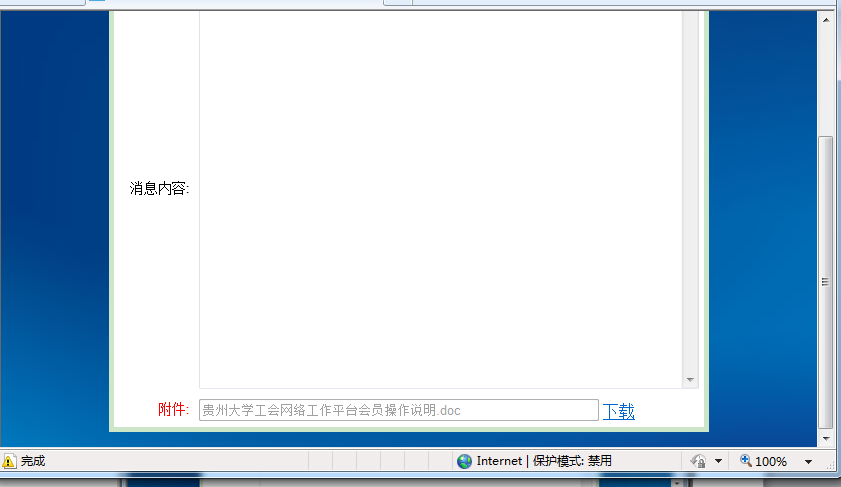 消息内容:
附件: 贵州大学工会网络工作平台会员操作说明.doc 下载
完成 Internet | 保护模式: 禁用 100%